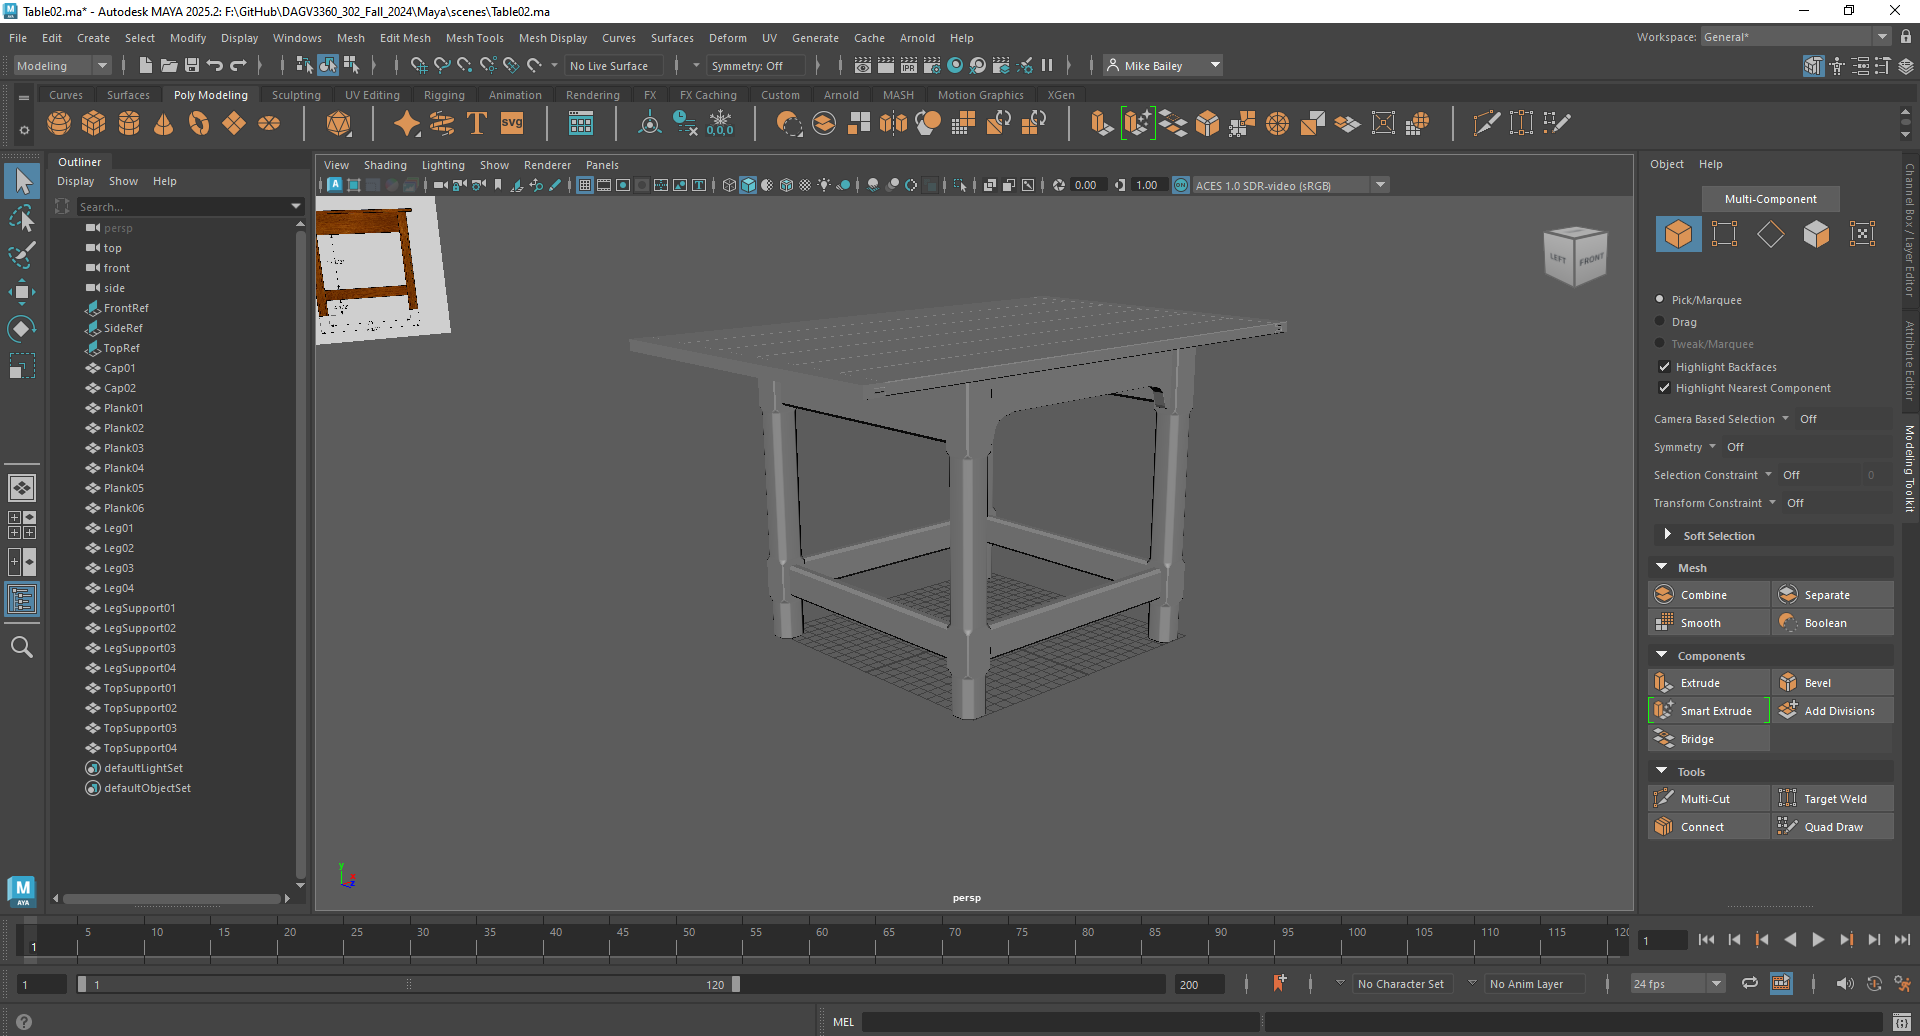 Table02.ma* - Autodesk MAYA 2025.2: F:\GitHub\DAGV3360_302_Fall_2024\Maya\scenes\Table02.ma
File Edit Create Select Modify Display Windows Mesh Edit Mesh Mesh Tools Mesh Display Curves Surfaces Deform UV Generate Cache Arnold Help
Workspace: General*
Modeling No Live Surface Symmetry: Off Mike Bailey
Curves Surfaces Poly Modeling Sculpting UV Editing Rigging Animation Rendering FX FX Caching Custom Arnold MASH Motion Graphics XGen
SVG 0,0,0
Outliner
Display Show Help
Search...
persp
top
front
side
FrontRef
SideRef
TopRef
Cap01
Cap02
Plank01
Plank02
Plank03
Plank04
Plank05
Plank06
Leg01
Leg02
Leg03
Leg04
LegSupport01
LegSupport02
LegSupport03
LegSupport04
TopSupport01
TopSupport02
TopSupport03
TopSupport04
defaultLightSet
defaultObjectSet
View Shading Lighting Show Renderer Panels
0.00 1.00 ACES 1.0 SDR-video (sRGB)
LEFT FRONT
y
x
z
persp
Object Help
Multi-Component
Pick/Marquee
Drag
Tweak/Marquee
Highlight Backfaces
Highlight Nearest Component
Camera Based Selection Off
Symmetry Off
Selection Constraint Off 0
Transform Constraint Off
Soft Selection
Mesh
Combine Separate
Smooth Boolean
Components
Extrude Bevel
Smart Extrude Add Divisions
Bridge
Tools
Multi-Cut Target Weld
Connect Quad Draw
Channel Box / Layer Editor
Attribute Editor
Modeling Toolkit
M
AYA
1 5 10 15 20 25 30 35 40 45 50 55 60 65 70 75 80 85 90 95 100 105 110 115 120
1
1 1 120 200 No Character Set No Anim Layer 24 fps
MEL